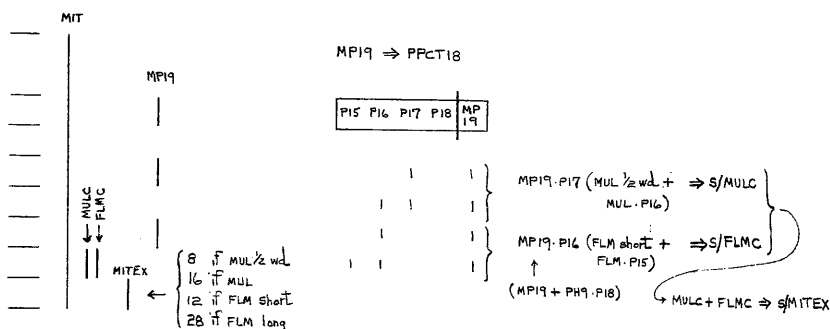 MIT
MP19 ⇒ PPCT18
MP19
P15 P16 P17 P18 MP 19
MULC
FLMC
MP19·P17 (MUL 1/2 wd + MUL·P16) ⇒ S/MULC
MP19·P16 (FLM short + FLM·P15) ⇒ S/FLMC
(MP19 + PH9·P18)
MULC + FLMC ⇒ S/MITEX
MITEX
8 if MUL 1/2 wd
16 if MUL
12 if FLM short
28 if FLM long